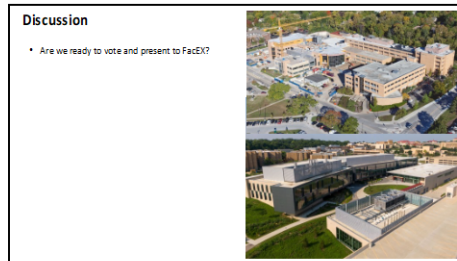 Discussion
• Are we ready to vote and present to FacEX?